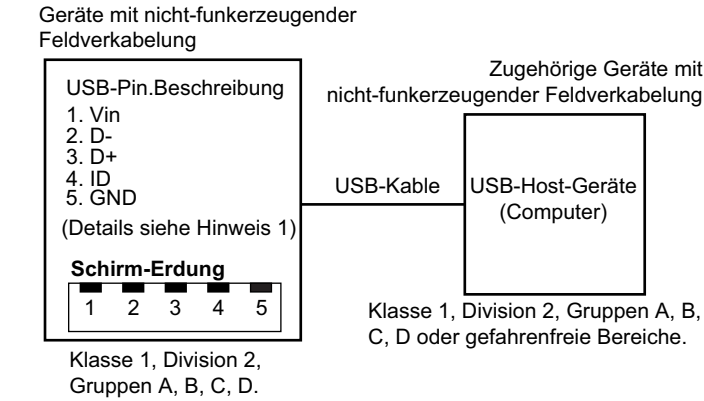 Geräte mit nicht-funkerzeugender
Feldverkabelung
USB-Pin.Beschreibung
1. Vin
2. D-
3. D+
4. ID
5. GND
(Details siehe Hinweis 1)
Schirm-Erdung
1 2 3 4 5
Klasse 1, Division 2,
Gruppen A, B, C, D.
USB-Kable
Zugehörige Geräte mit
nicht-funkerzeugender Feldverkabelung
USB-Host-Geräte
(Computer)
Klasse 1, Division 2, Gruppen A, B,
C, D oder gefahrenfreie Bereiche.